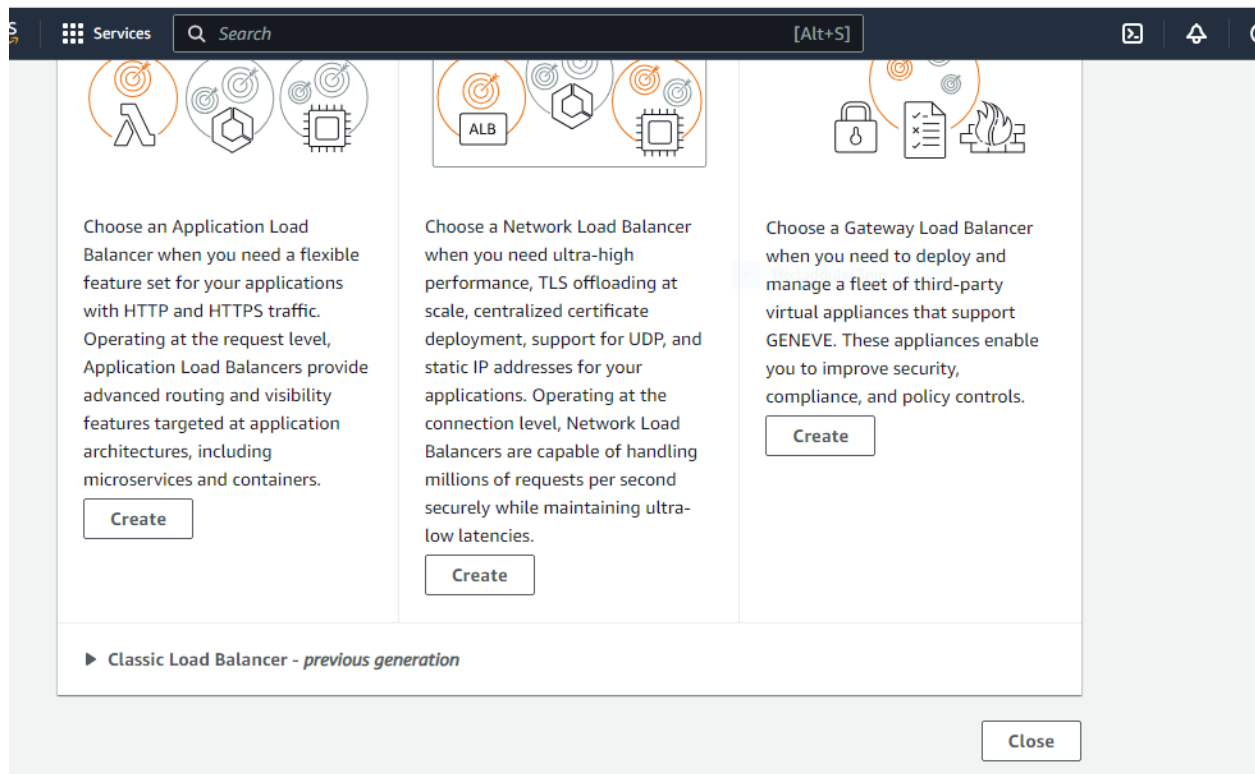 Services
Search
[Alt+S]
ALB
Choose an Application Load
Balancer when you need a flexible
feature set for your applications
with HTTP and HTTPS traffic.
Operating at the request level,
Application Load Balancers provide
advanced routing and visibility
features targeted at application
architectures, including
microservices and containers.
Create
Choose a Network Load Balancer
when you need ultra-high
performance, TLS offloading at
scale, centralized certificate
deployment, support for UDP, and
static IP addresses for your
applications. Operating at the
connection level, Network Load
Balancers are capable of handling
millions of requests per second
securely while maintaining ultra-
low latencies.
Create
Choose a Gateway Load Balancer
when you need to deploy and
manage a fleet of third-party
virtual appliances that support
GENEVE. These appliances enable
you to improve security,
compliance, and policy controls.
Create
Classic Load Balancer - previous generation
Close